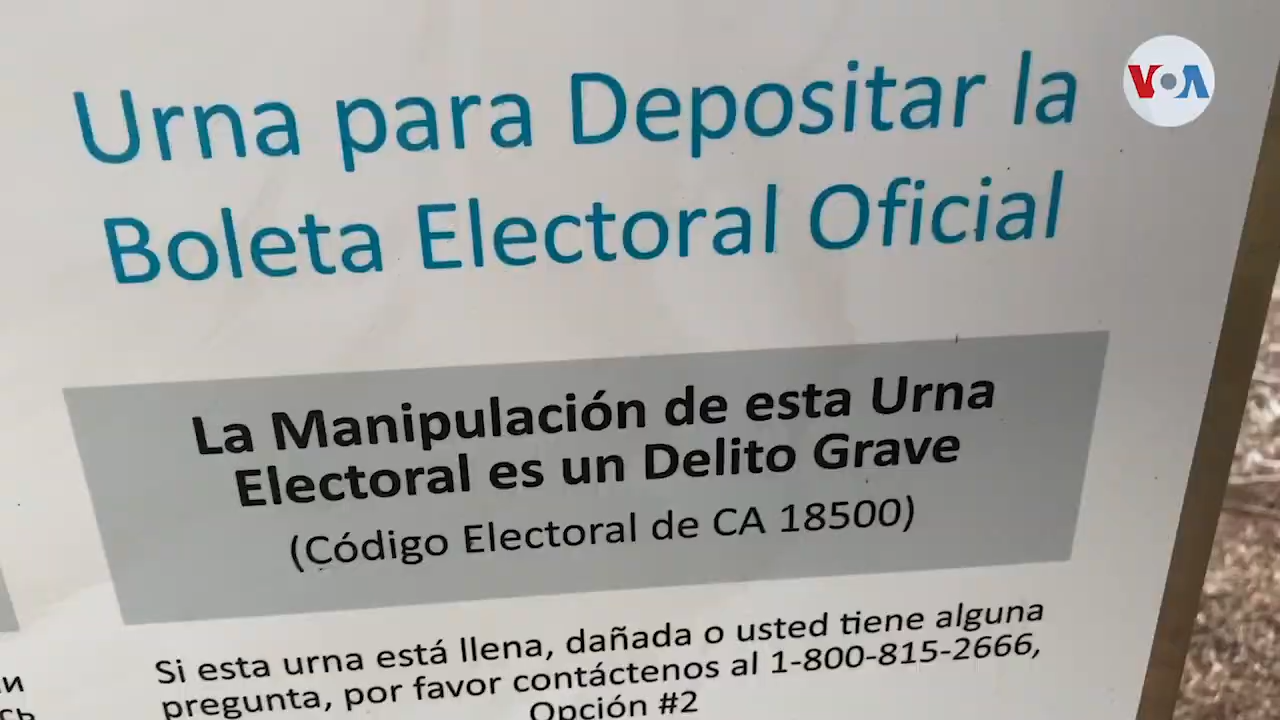 VOA
Urna para Depositar la
Boleta Electoral Oficial
La Manipulación de esta Urna
Electoral es un Delito Grave
(Código Electoral de CA 18500)
Si esta urna está llena, dañada o usted tiene alguna
pregunta, por favor contáctenos al 1-800-815-2666,
Opción #2